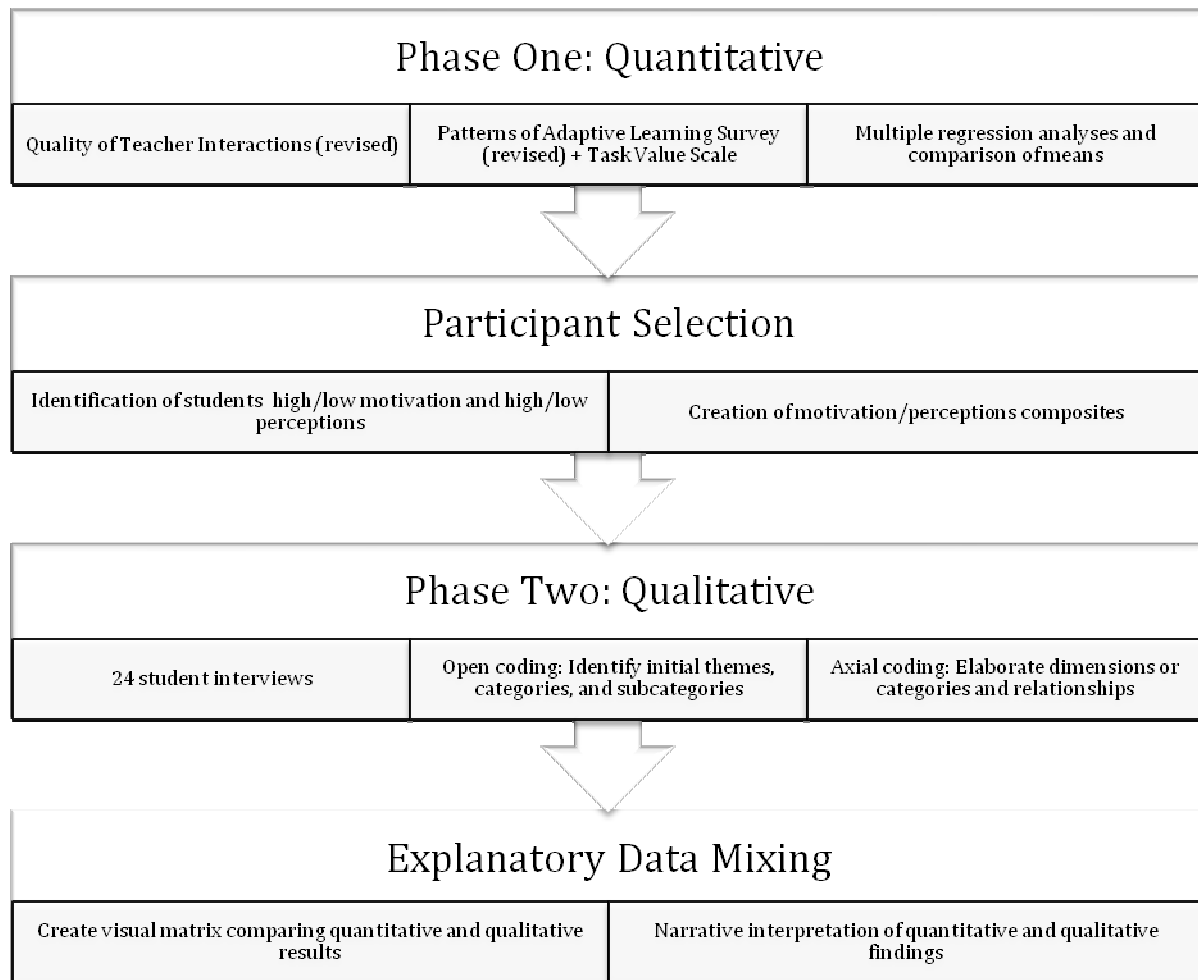 Phase One: Quantitative
Quality of Teacher Interactions (revised)
Patterns of Adaptive Learning Survey
(revised) + Task Value Scale
Multiple regression analyses and
comparison of means
Participant Selection
Identification of students high/low motivation and high/low
perceptions
Creation of motivation/perceptions composites
Phase Two: Qualitative
24 student interviews
Open coding: Identify initial themes,
categories, and subcategories
Axial coding: Elaborate dimensions or
categories and relationships
Explanatory Data Mixing
Create visual matrix comparing quantitative and qualitative
results
Narrative interpretation of quantitative and qualitative
findings